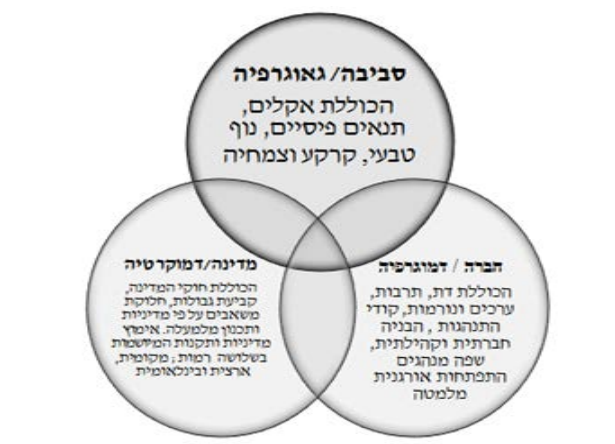 סביבה/ גאוגרפיה
הכוללת אקלים,
תנאים פיסיים, נוף
טבעי, קרקע וצמחיה
חברה / דמוגרפיה
הכוללת דת, תרבות,
ערכים ונורמות, קודי
התנהגות , הבניה
חברתית וקהילתית,
שפה מנהגים
התפתחות אורגנית
מלמטה
מדינה/דמוקרטיה
הכוללת חוקי המדינה,
קביעת גבולות, חלוקת
משאבים על פי מדיניות
ותכנון מלמעלה. אימוץ
מדיניות ותקנות המיושמות
בשלושה רמות; מקומית,
ארצית ובינלאומית